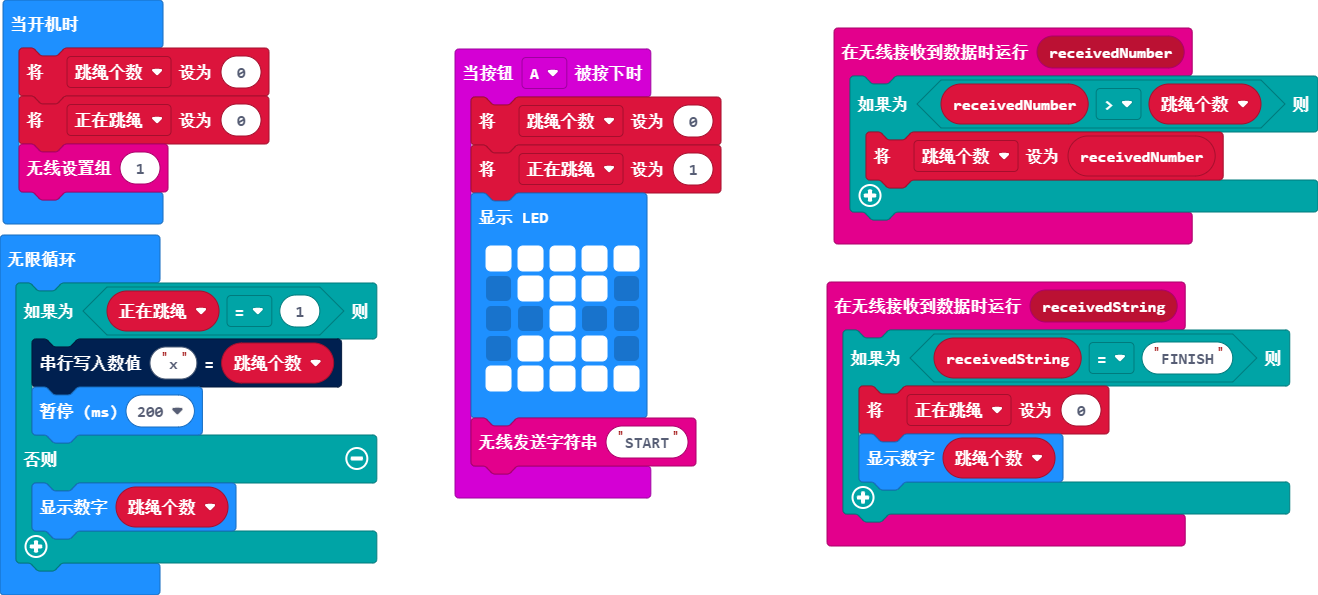 当开机时
将 跳绳个数 设为 0
将 正在跳绳 设为 0
无线设置组 1
无限循环
如果为 正在跳绳 = 1 则
串行写入数值 "x" = 跳绳个数
暂停 (ms) 200
否则
显示数字 跳绳个数
当按钮 A 被按下时
将 跳绳个数 设为 0
将 正在跳绳 设为 1
显示 LED
无线发送字符串 "START"
在无线接收到数据时运行 receivedNumber
如果为 receivedNumber > 跳绳个数 则
将 跳绳个数 设为 receivedNumber
在无线接收到数据时运行 receivedString
如果为 receivedString = "FINISH" 则
将 正在跳绳 设为 0
显示数字 跳绳个数